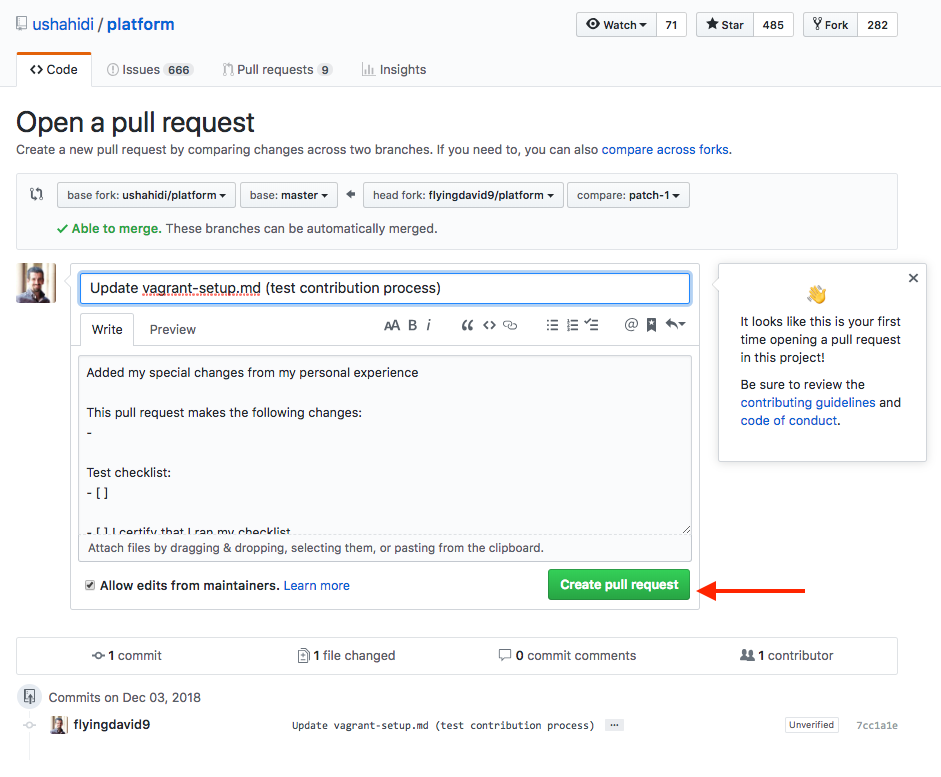 ushahidi / platform
Watch 71 Star 485 Fork 282
Code Issues 666 Pull requests 9 Insights
Open a pull request
Create a new pull request by comparing changes across two branches. If you need to, you can also compare across forks.
base fork: ushahidi/platform base: master head fork: flyingdavid9/platform compare: patch-1
Able to merge. These branches can be automatically merged.
Update vagrant-setup.md (test contribution process)
Write Preview AA B i
Added my special changes from my personal experience
This pull request makes the following changes:
-
Test checklist:
- [ ]
- [ ] I certify that I ran my checklist
Attach files by dragging & dropping, selecting them, or pasting from the clipboard.
Allow edits from maintainers. Learn more
Create pull request
It looks like this is your first
time opening a pull request
in this project!
Be sure to review the
contributing guidelines and
code of conduct.
1 commit 1 file changed 0 commit comments 1 contributor
Commits on Dec 03, 2018
flyingdavid9 Update vagrant-setup.md (test contribution process) ... Unverified 7cc1a1e